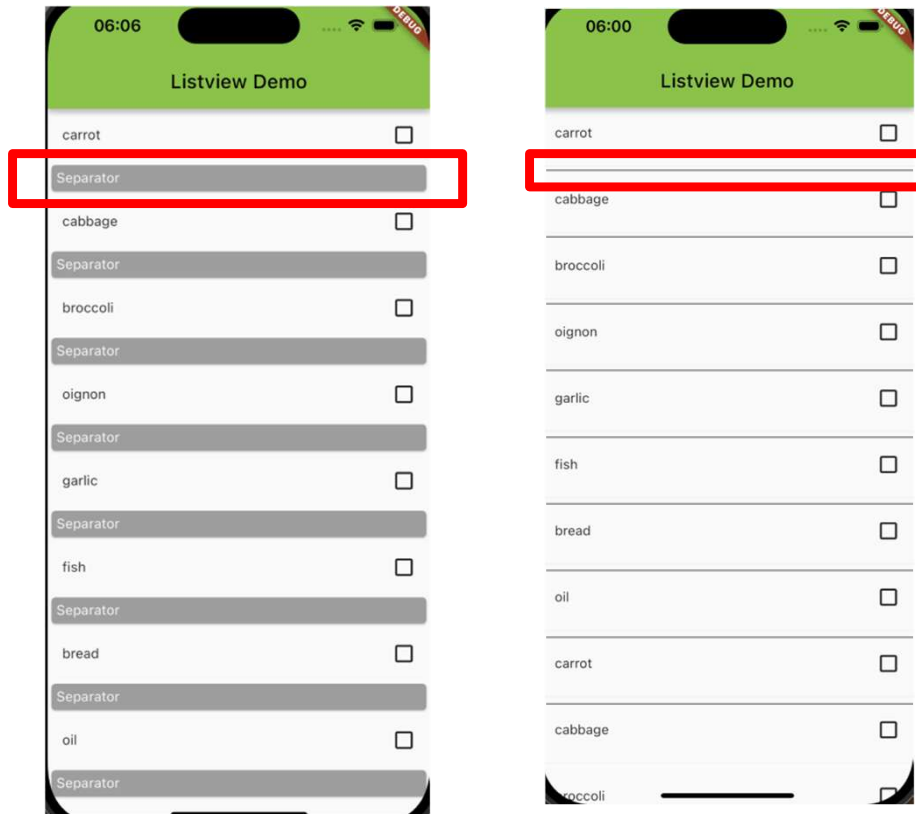 06:06
DEBUG
Listview Demo
carrot
Separator
cabbage
Separator
broccoli
Separator
oignon
Separator
garlic
Separator
fish
Separator
bread
Separator
oil
Separator
06:00
DEBUG
Listview Demo
carrot
cabbage
broccoli
oignon
garlic
fish
bread
oil
carrot
cabbage
roccoli